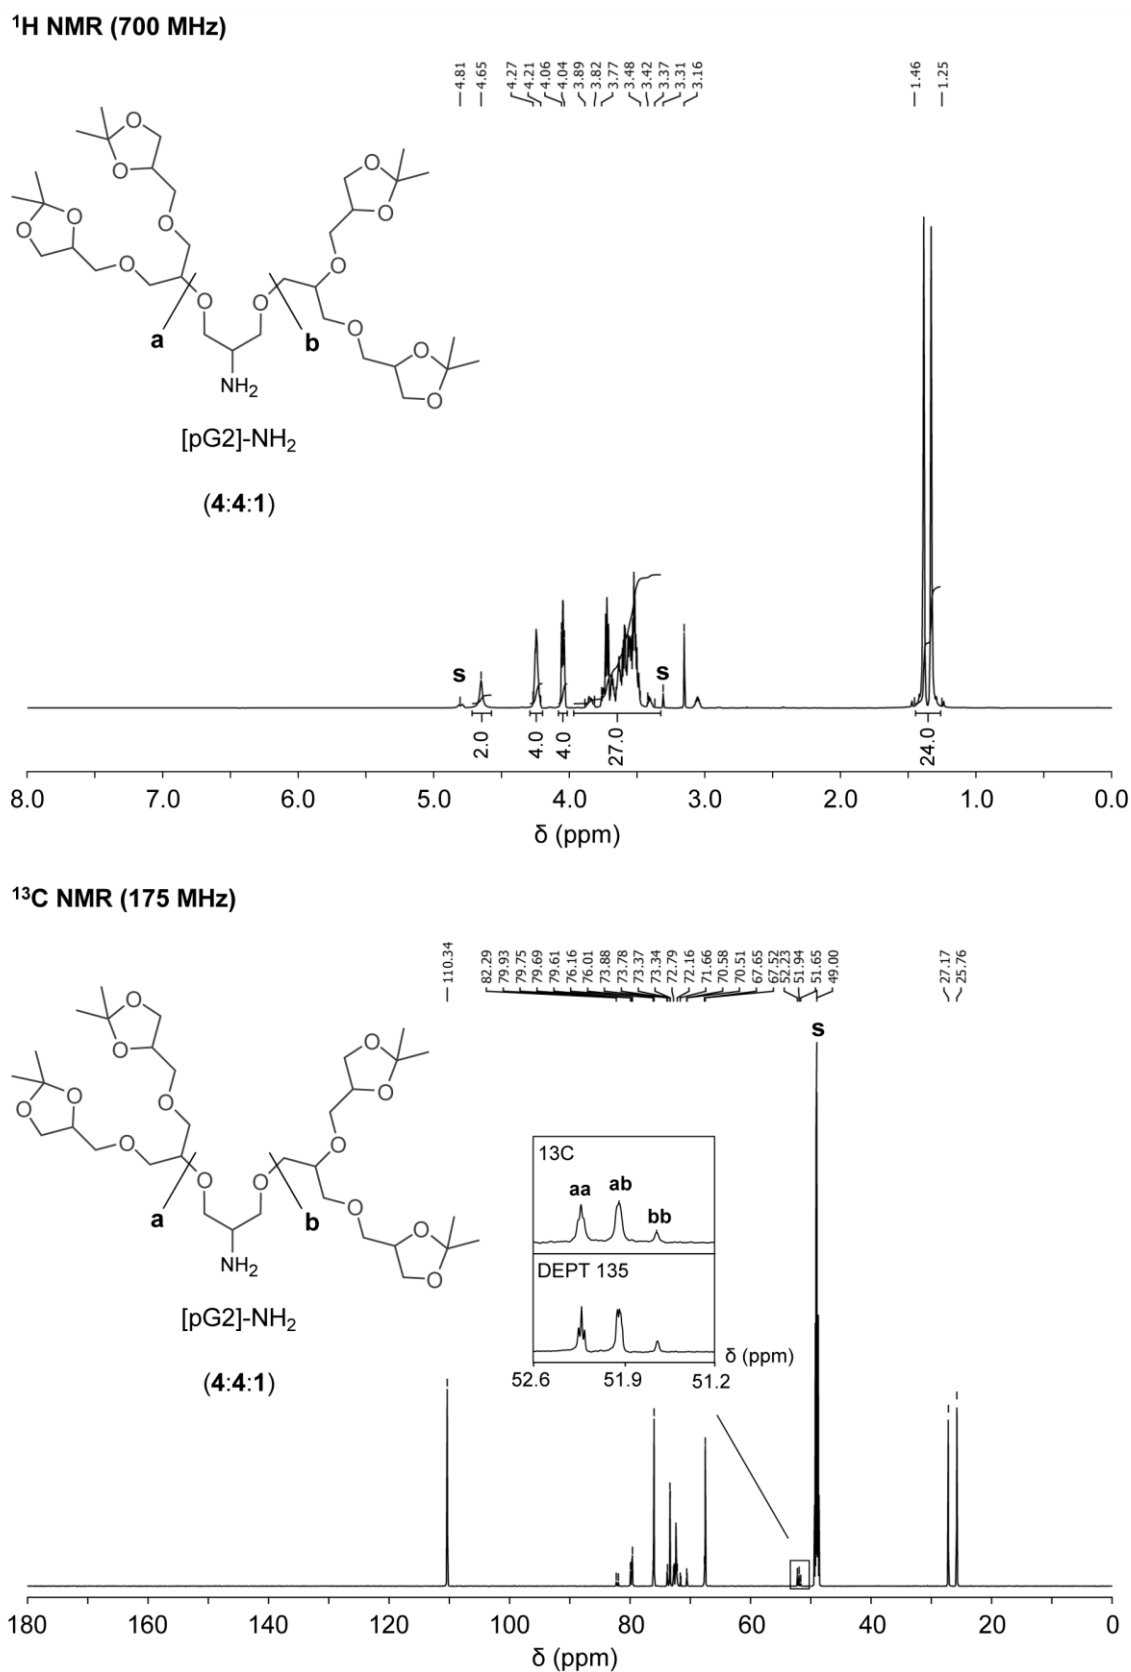 ¹H NMR (700 MHz)
4.81 4.65 4.27 4.21 4.06 4.04 3.89 3.82 3.77 3.48 3.42 3.37 3.31 3.16 1.46 1.25
O
O
O
O
O
O
O
O
O
O
O
O
O
O
a
b
NH₂
[pG2]-NH₂
(4:4:1)
s
s
2.0 4.0 4.0 27.0 24.0
8.0 7.0 6.0 5.0 4.0 3.0 2.0 1.0 0.0
δ (ppm)
¹³C NMR (175 MHz)
110.34 82.29 79.93 79.75 79.69 79.61 76.16 76.01 73.88 73.78 73.37 73.34 72.79 72.16 71.66 70.58 70.51 67.65 67.52 52.23 51.94 51.65 49.00 27.17 25.76
O
O
O
O
O
O
O
O
O
O
O
O
O
O
a
b
NH₂
[pG2]-NH₂
(4:4:1)
s
13C
aa ab bb
DEPT 135
δ (ppm)
52.6 51.9 51.2
180 160 140 120 100 80 60 40 20 0
δ (ppm)